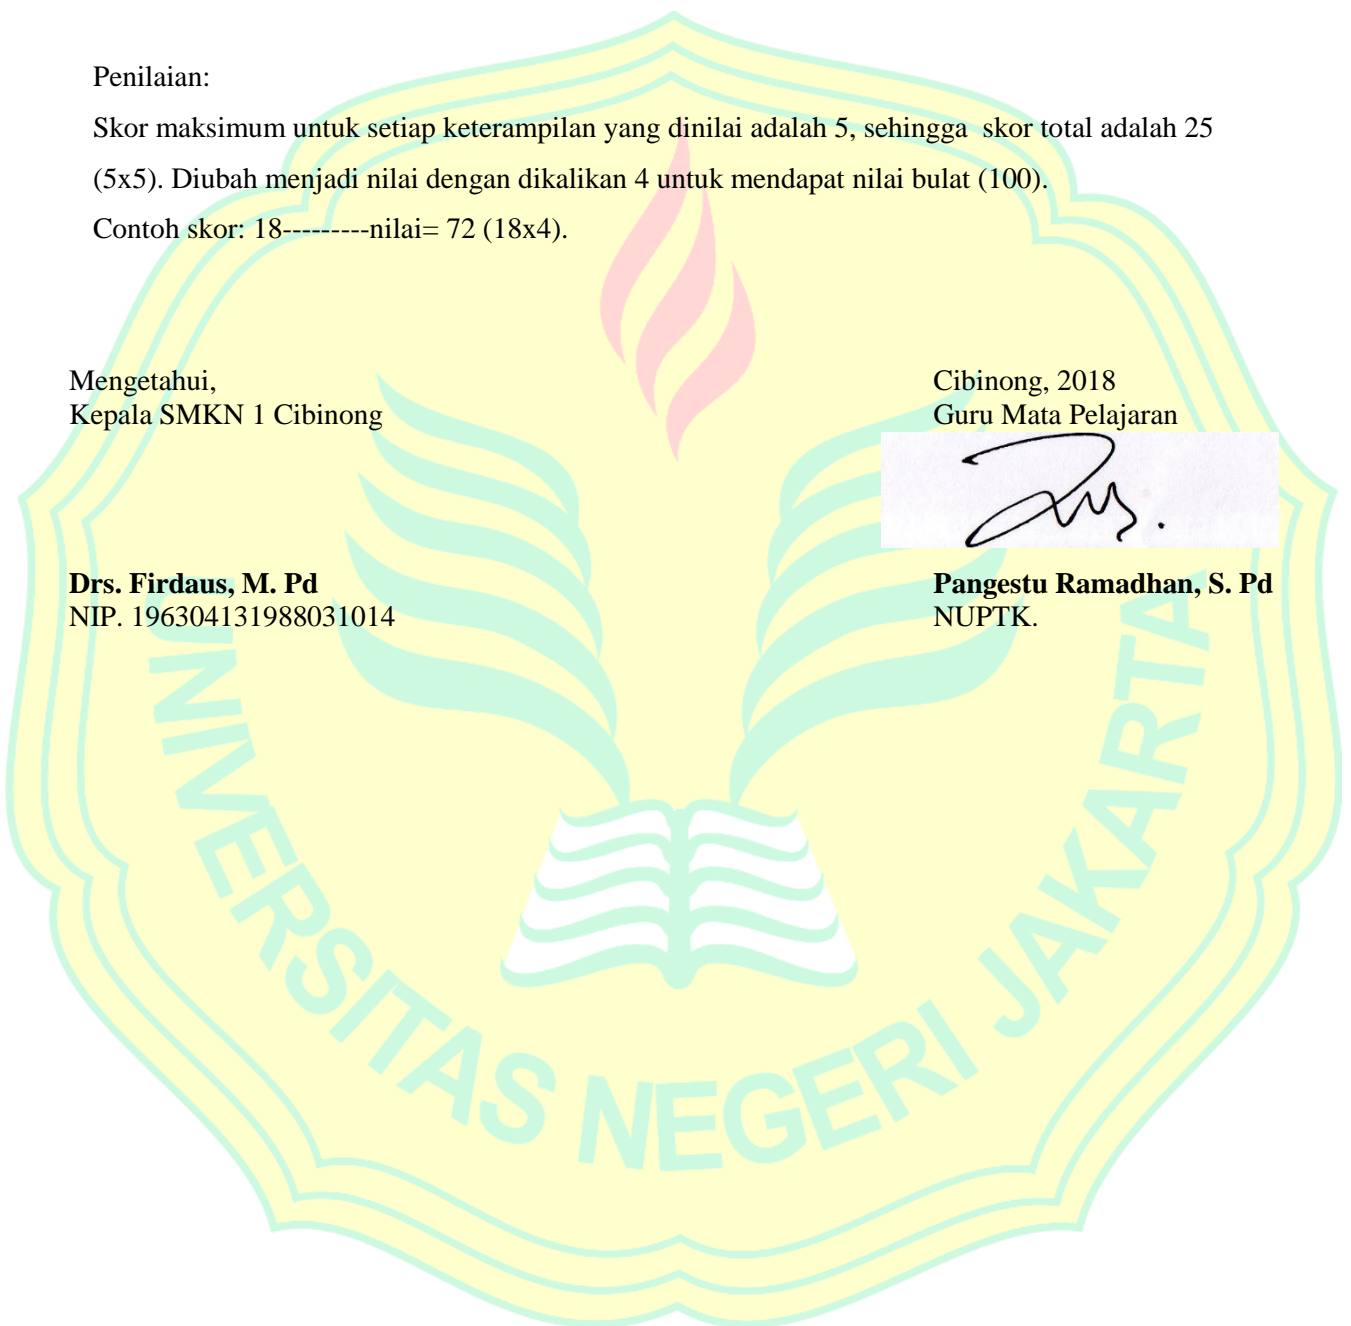 Penilaian:
Skor maksimum untuk setiap keterampilan yang dinilai adalah 5, sehingga  skor total adalah 25
(5x5). Diubah menjadi nilai dengan dikalikan 4 untuk mendapat nilai bulat (100).
Contoh skor: 18---------nilai= 72 (18x4).
Mengetahui,
Kepala SMKN 1 Cibinong
Drs. Firdaus, M. Pd
NIP. 196304131988031014
Cibinong, 2018
Guru Mata Pelajaran
Pangestu Ramadhan, S. Pd
NUPTK.
UNIVERSITAS NEGERI JAKARTA